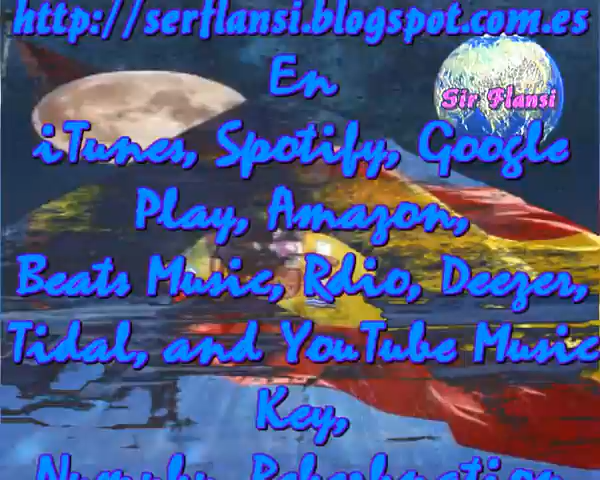 http://serflansi.blogspot.com.es
En
Sir Flansi
iTunes, Spotify, Google
Play, Amazon,
Beats Music, Rdio, Deezer,
Tidal, and YouTube Music
Key,